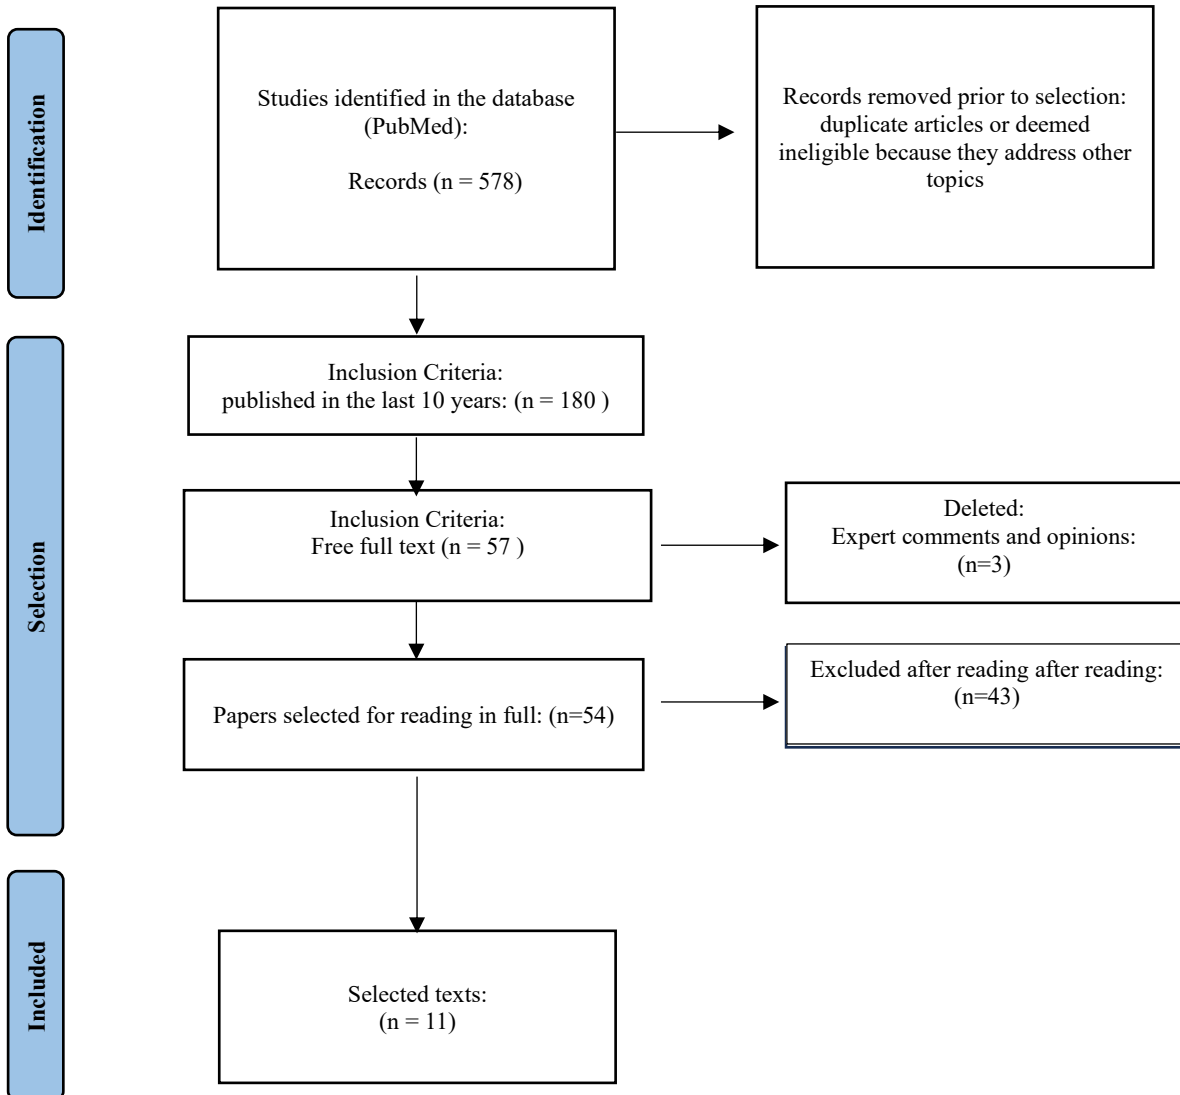 Identification
Studies identified in the database
(PubMed):
Records (n = 578)
Records removed prior to selection:
duplicate articles or deemed
ineligible because they address other
topics
Selection
Inclusion Criteria:
published in the last 10 years: (n = 180 )
Inclusion Criteria:
Free full text (n = 57 )
Deleted:
Expert comments and opinions:
(n=3)
Papers selected for reading in full: (n=54)
Excluded after reading after reading:
(n=43)
Included
Selected texts:
(n = 11)